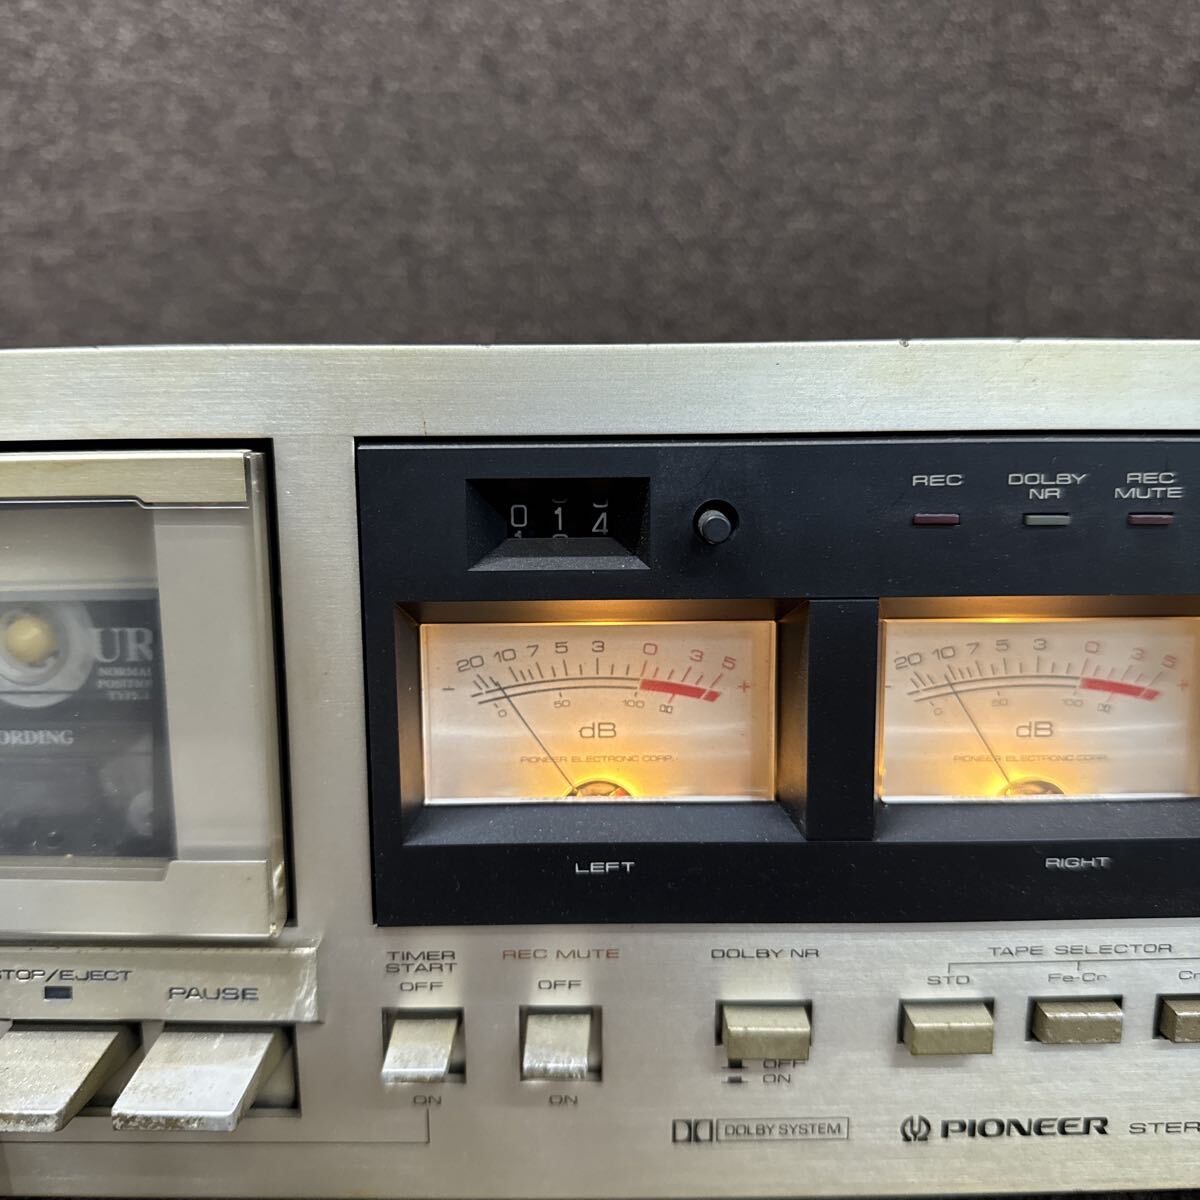 0 1 4
REC
DOLBY
NR
REC
MUTE
20 10 7 5 3 0 3 5
- +
0 50 100
dB
PIONEER ELECTRONIC CORP.
20 10 7 5 3 0 3 5
- +
0 50 100
dB
PIONEER ELECTRONIC CORP.
LEFT
RIGHT
UR
NORMAL
POSITION
TYPE I
ORDING
STOP/EJECT
PAUSE
TIMER
START
OFF
ON
REC MUTE
OFF
ON
DOLBY NR
OFF
ON
TAPE SELECTOR
STD
Fe-Cr
Cr
DOLBY SYSTEM
PIONEER STER